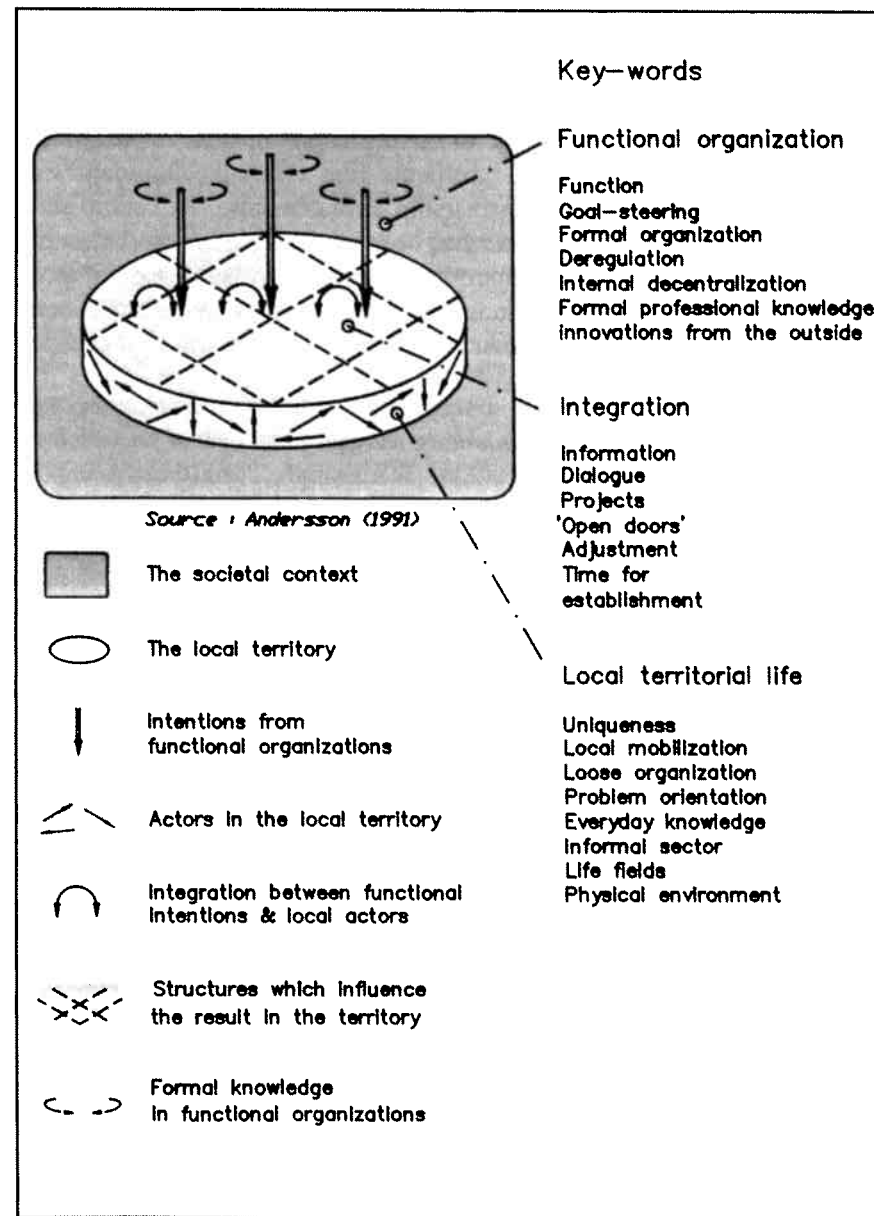 Key-words
Functional organization
Function
Goal-steering
Formal organization
Deregulation
Internal decentralization
Formal professional knowledge
innovations from the outside
Integration
Information
Dialogue
Projects
'Open doors'
Adjustment
Time for
establishment
Local territorial life
Uniqueness
Local mobilization
Loose organization
Problem orientation
Everyday knowledge
Informal sector
Life fields
Physical environment
Source : Andersson (1991)
The societal context
The local territory
Intentions from
functional organizations
Actors in the local territory
Integration between functional
intentions & local actors
Structures which influence
the result in the territory
Formal knowledge
in functional organizations